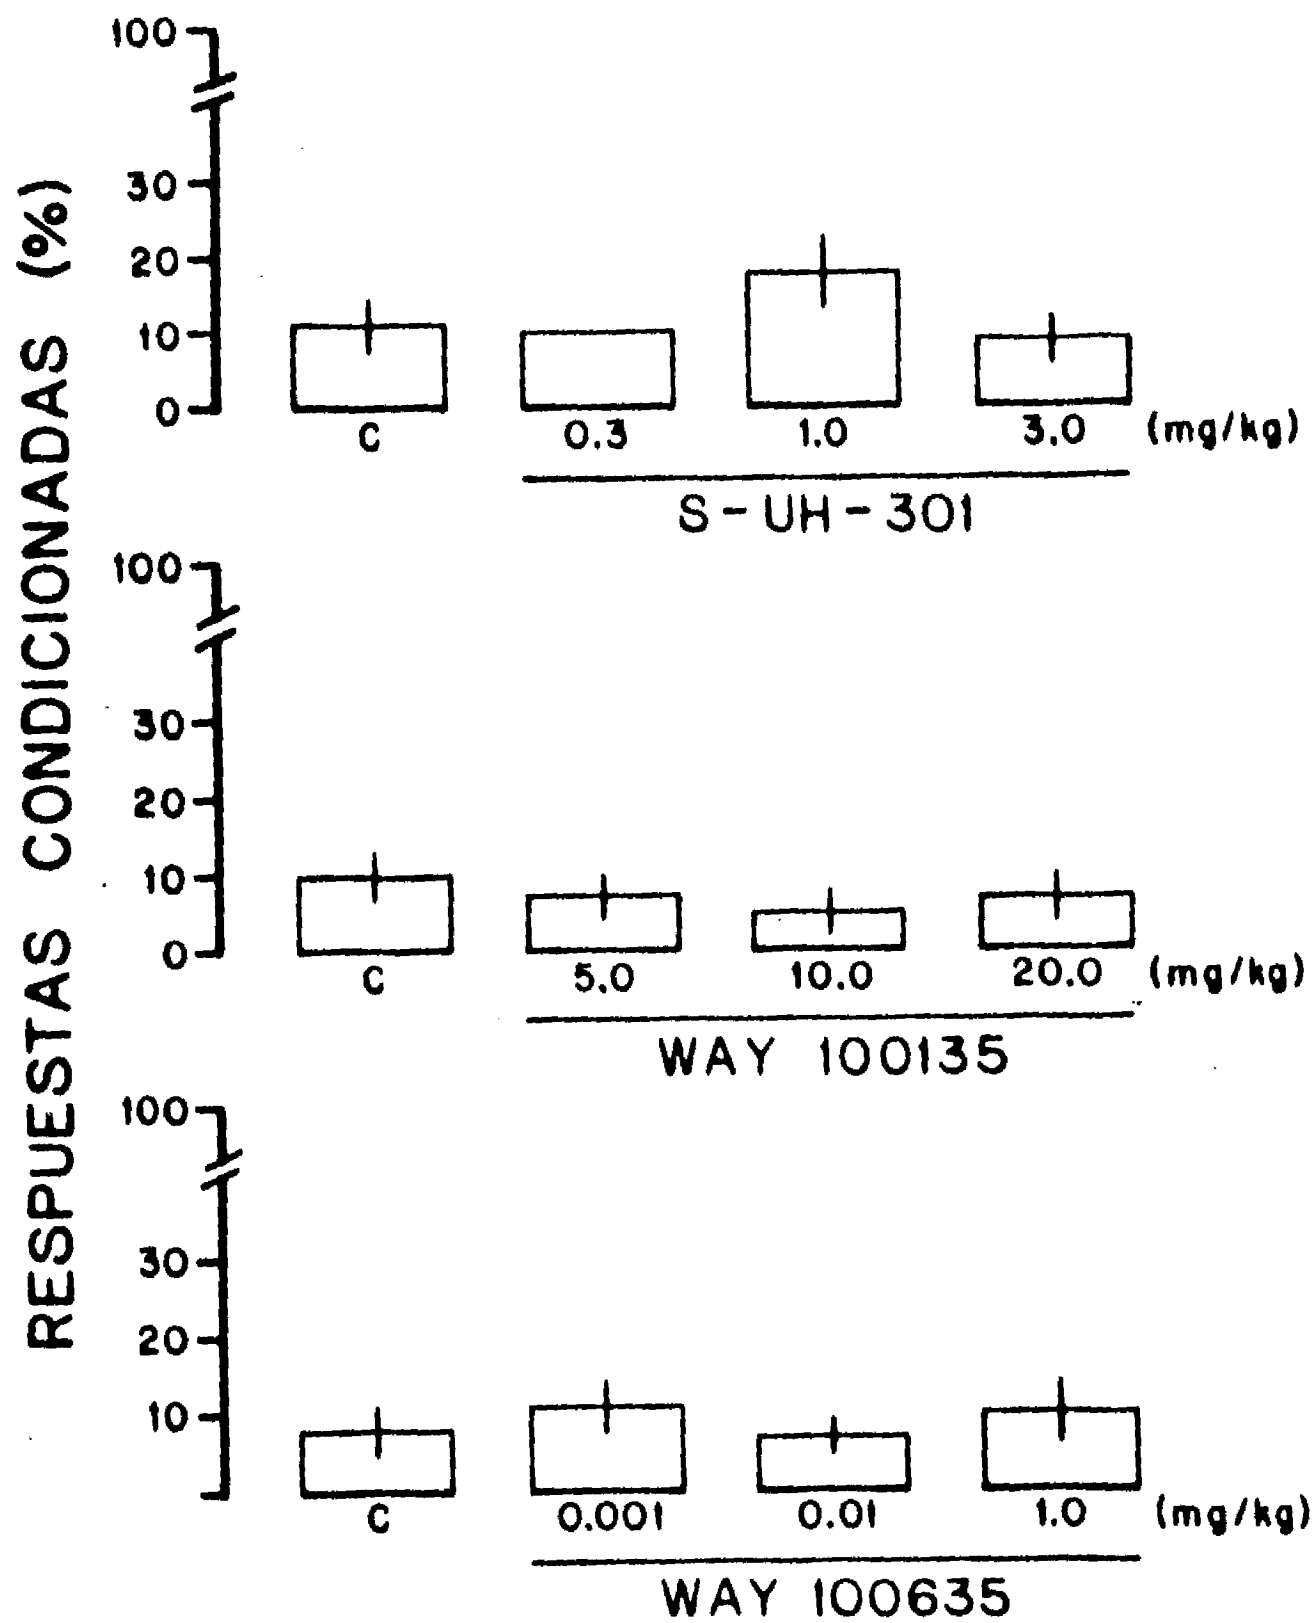 RESPUESTAS CONDICIONADAS (%)
100
30
20
10
0
C 0.3 1.0 3.0 (mg/kg)
S-UH-301
100
30
20
10
0
C 5.0 10.0 20.0 (mg/kg)
WAY 100135
100
30
20
10
C 0.001 0.01 1.0 (mg/kg)
WAY 100635